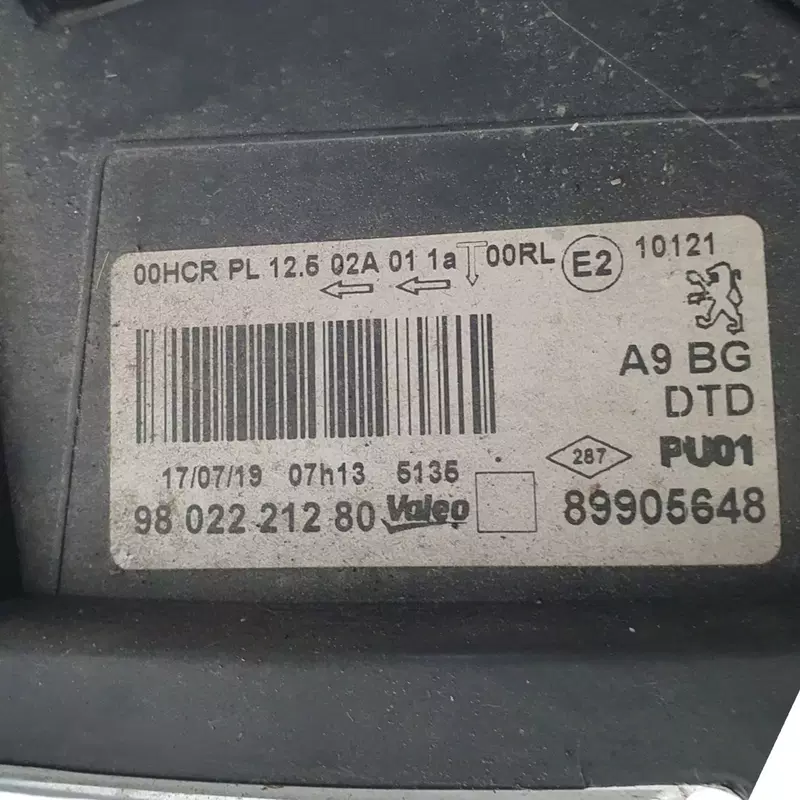 00HCR PL 12.5 02A 01 1a 00RL E2 10121
A9 BG
DTD
287 PU01
17/07/19 07h13 5135
98 022 212 80 Valeo 89905648